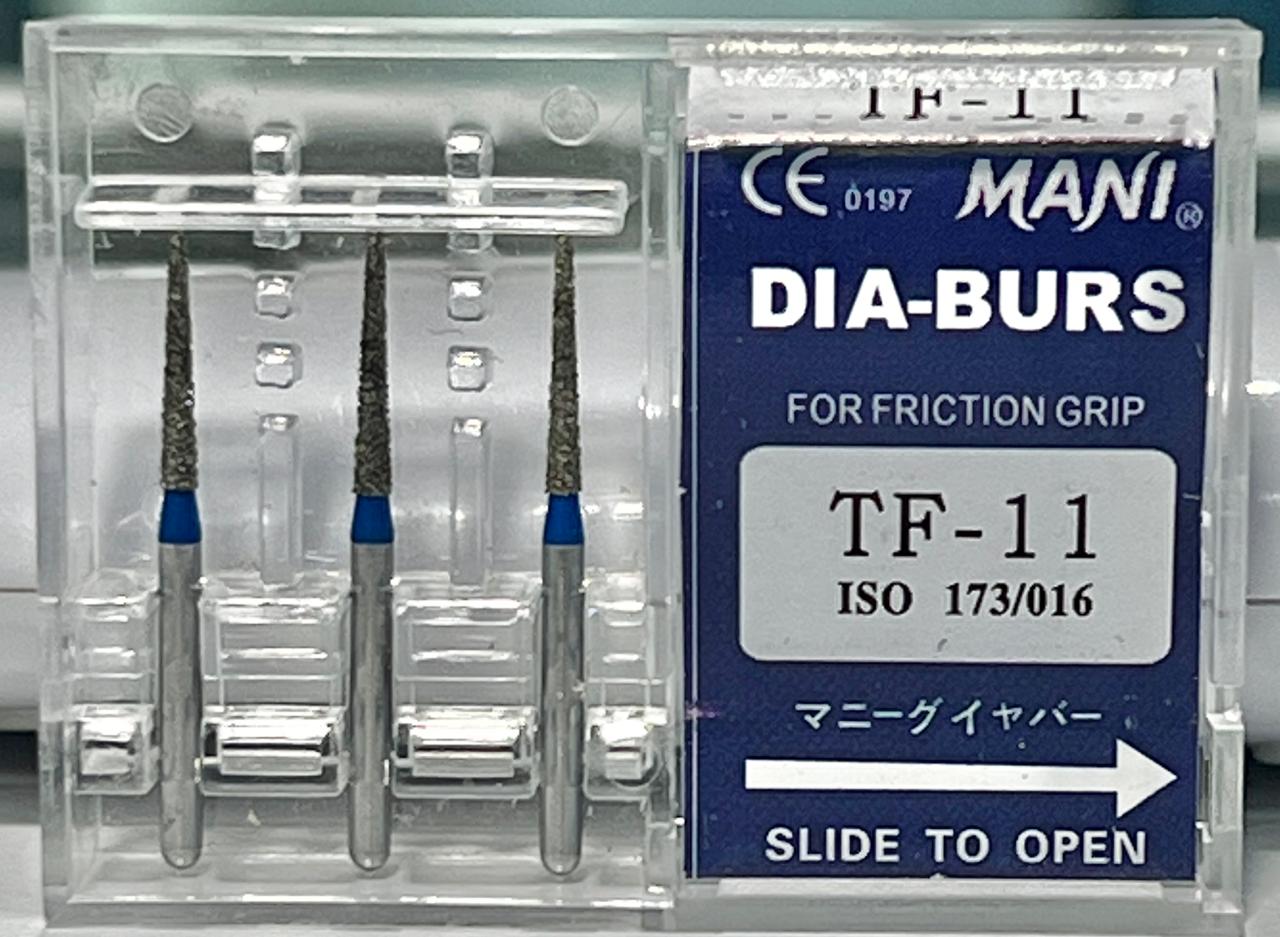 TF-11
CE 0197 MANI®
DIA-BURS
FOR FRICTION GRIP
TF-11
ISO 173/016
マニーグイヤバー
SLIDE TO OPEN